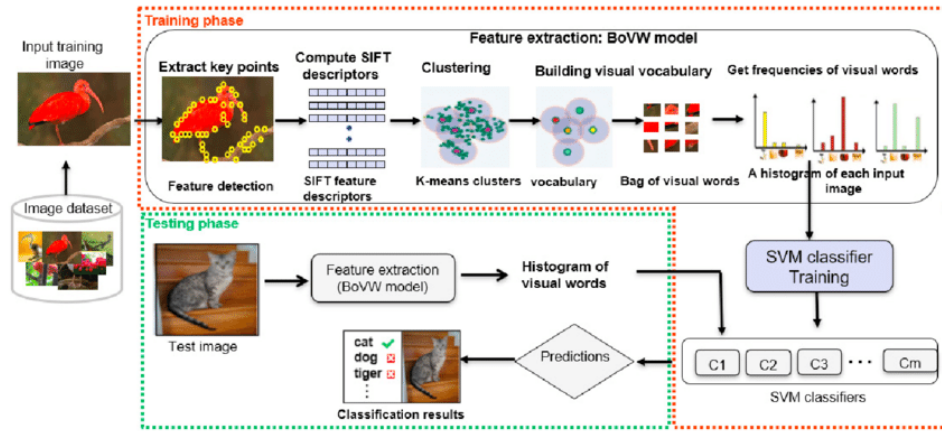 Training phase
Feature extraction: BoVW model
Input training
image
Extract key points
Feature detection
Compute SIFT
descriptors
SIFT feature
descriptors
Clustering
K-means clusters
Building visual vocabulary
vocabulary
Bag of visual words
Get frequencies of visual words
A histogram of each input
image
Image dataset
Testing phase
Test image
Feature extraction
(BoVW model)
Histogram of
visual words
SVM classifier
Training
C1
C2
C3
Cm
SVM classifiers
Predictions
cat
dog
tiger
Classification results